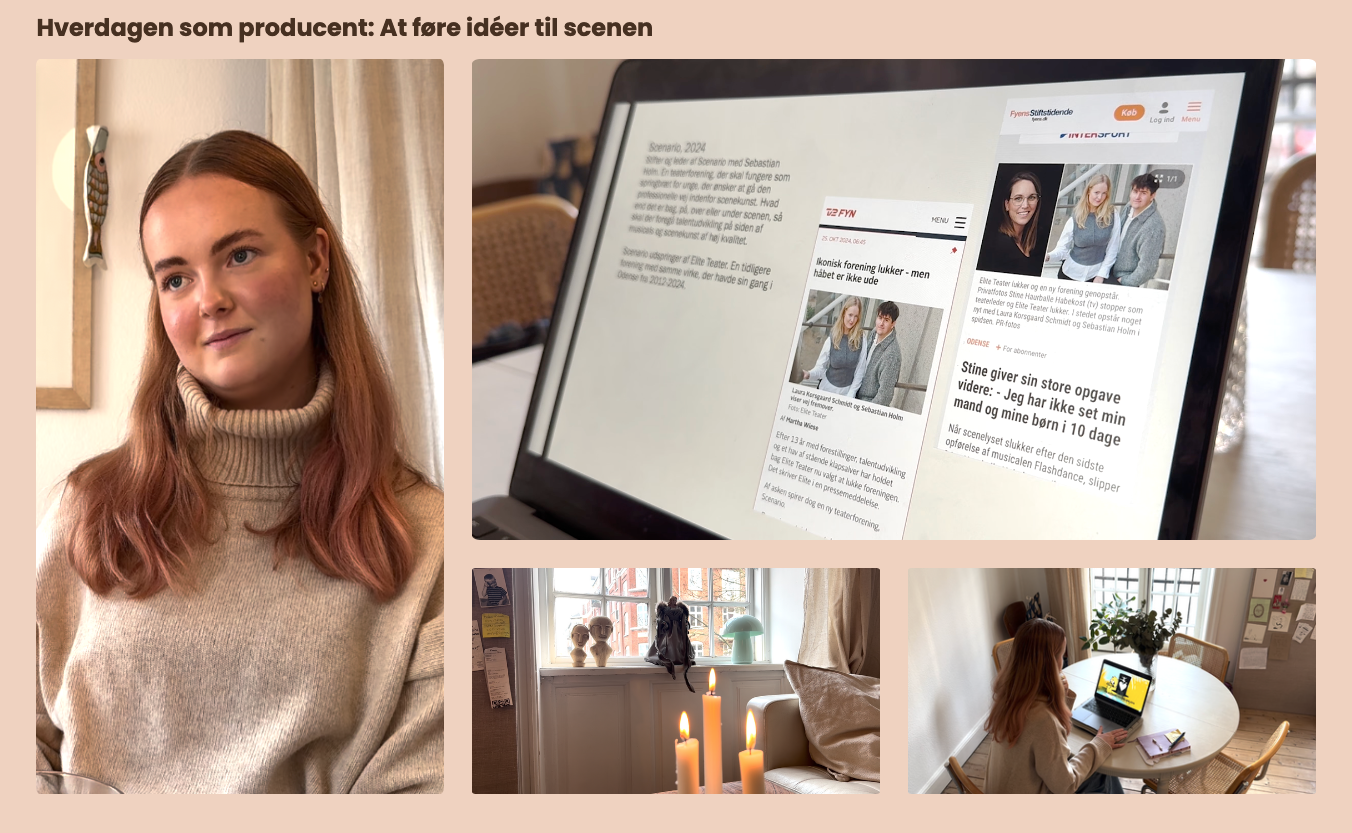 Hverdagen som producent: At føre idéer til scenen
Scenario, 2024
Stifter og leder af Scenario med Sebastian
Holm. En teaterforening, der skal fungere som
springbræt for unge, der ønsker at gå den
professionelle vej indenfor scenekunst. Hvad
end det er bag, på, over eller under scenen, så
skal der foregå talentudvikling på siden af
musicals og scenekunst af høj kvalitet.
Scenario udspringer af Elite Teater. En tidligere
forening med samme virke, der havde sin gang i
Odense fra 2012-2024.
TV2 FYN
MENU
25. OKT 2024, 06:45
Ikonisk forening lukker - men
håbet er ikke ude
Laura Korsgaard Schmidt og Sebastian Holm
viser vej fremover.
Foto: Elite Teater
Af Martha Wiese
Efter 13 år med forestillinger, talentudvikling
og et hav af stående klapsalver har holdet
bag Elite Teater nu valgt at lukke foreningen.
Det skriver Elite i en pressemeddelelse.
Af asken spirer dog en ny teaterforening,
Scenario.
FyensStiftstidende
fyens.dk
Køb
Log ind
Menu
INTERSPORT
1/1
Elite Teater lukker og en ny forening genopstår.
Privatfotos Stine Haurballe Habekost (tv) stopper som
teaterleder og Elite Teater lukker. I stedet opstår noget
nyt med Laura Korsgaard Schmidt og Sebastian Holm i
spidsen. PR-fotos
ODENSE + For abonnenter
Stine giver sin store opgave
videre: - Jeg har ikke set min
mand og mine børn i 10 dage
Når scenelyset slukker efter den sidste
opførelse af musicalen Flashdance, slipper